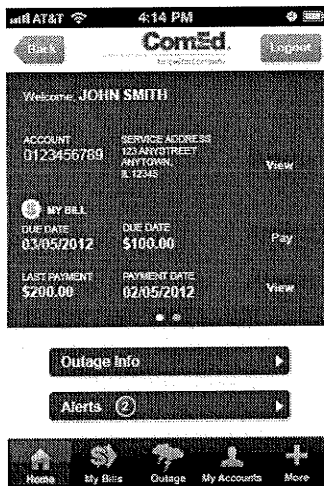 AT&T 4:14 PM
Back ComEd. Logout
Welcome, JOHN SMITH
ACCOUNT SERVICE ADDRESS
0123456789 123 ANYSTREET
ANYTOWN,
IL 12345
View
$ MY BILL
DUE DATE DUE DATE
03/05/2012 $100.00 Pay
LAST PAYMENT PAYMENT DATE
$200.00 02/05/2012 View
Outage Info
Alerts 2
Home My Bills Outage My Accounts More